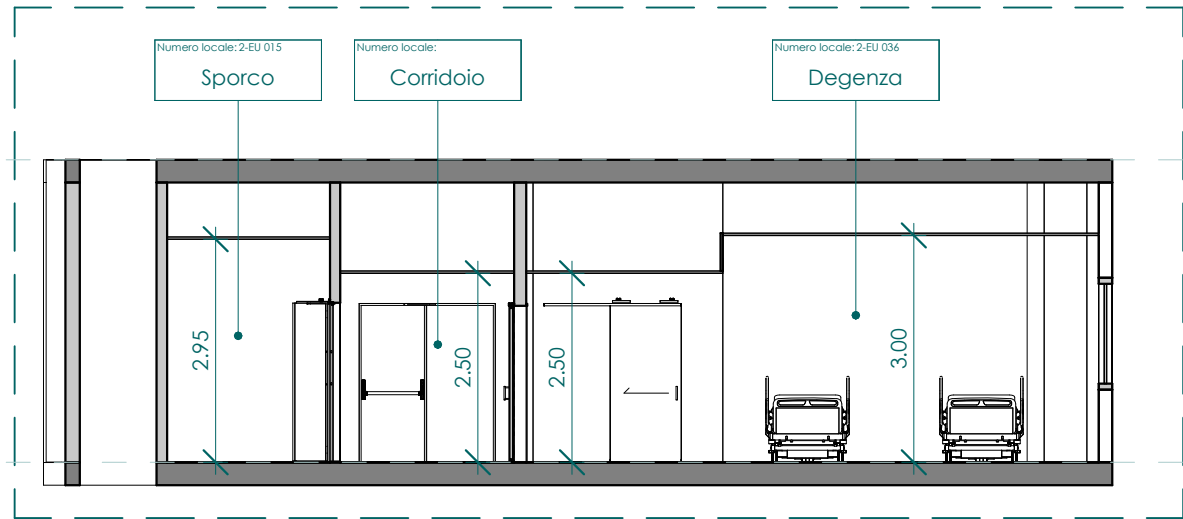 Numero locale: 2-EU 015
Sporco
Numero locale:
Corridoio
Numero locale: 2-EU 036
Degenza
2.95
2.50
2.50
3.00